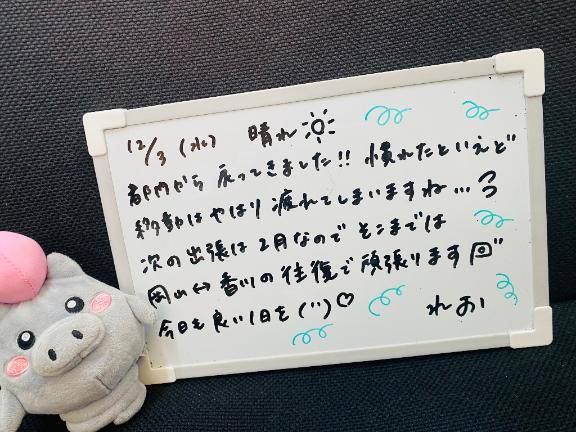 12/3 (水) 晴れ
都内から戻ってきました!! 慣れたといえど
移動はやはり疲れてしまいますね…
次の出張は2月なのでそこまでは
岡山↔香川の往復で頑張ります
今日も良い1日を(¨)♡
れおい